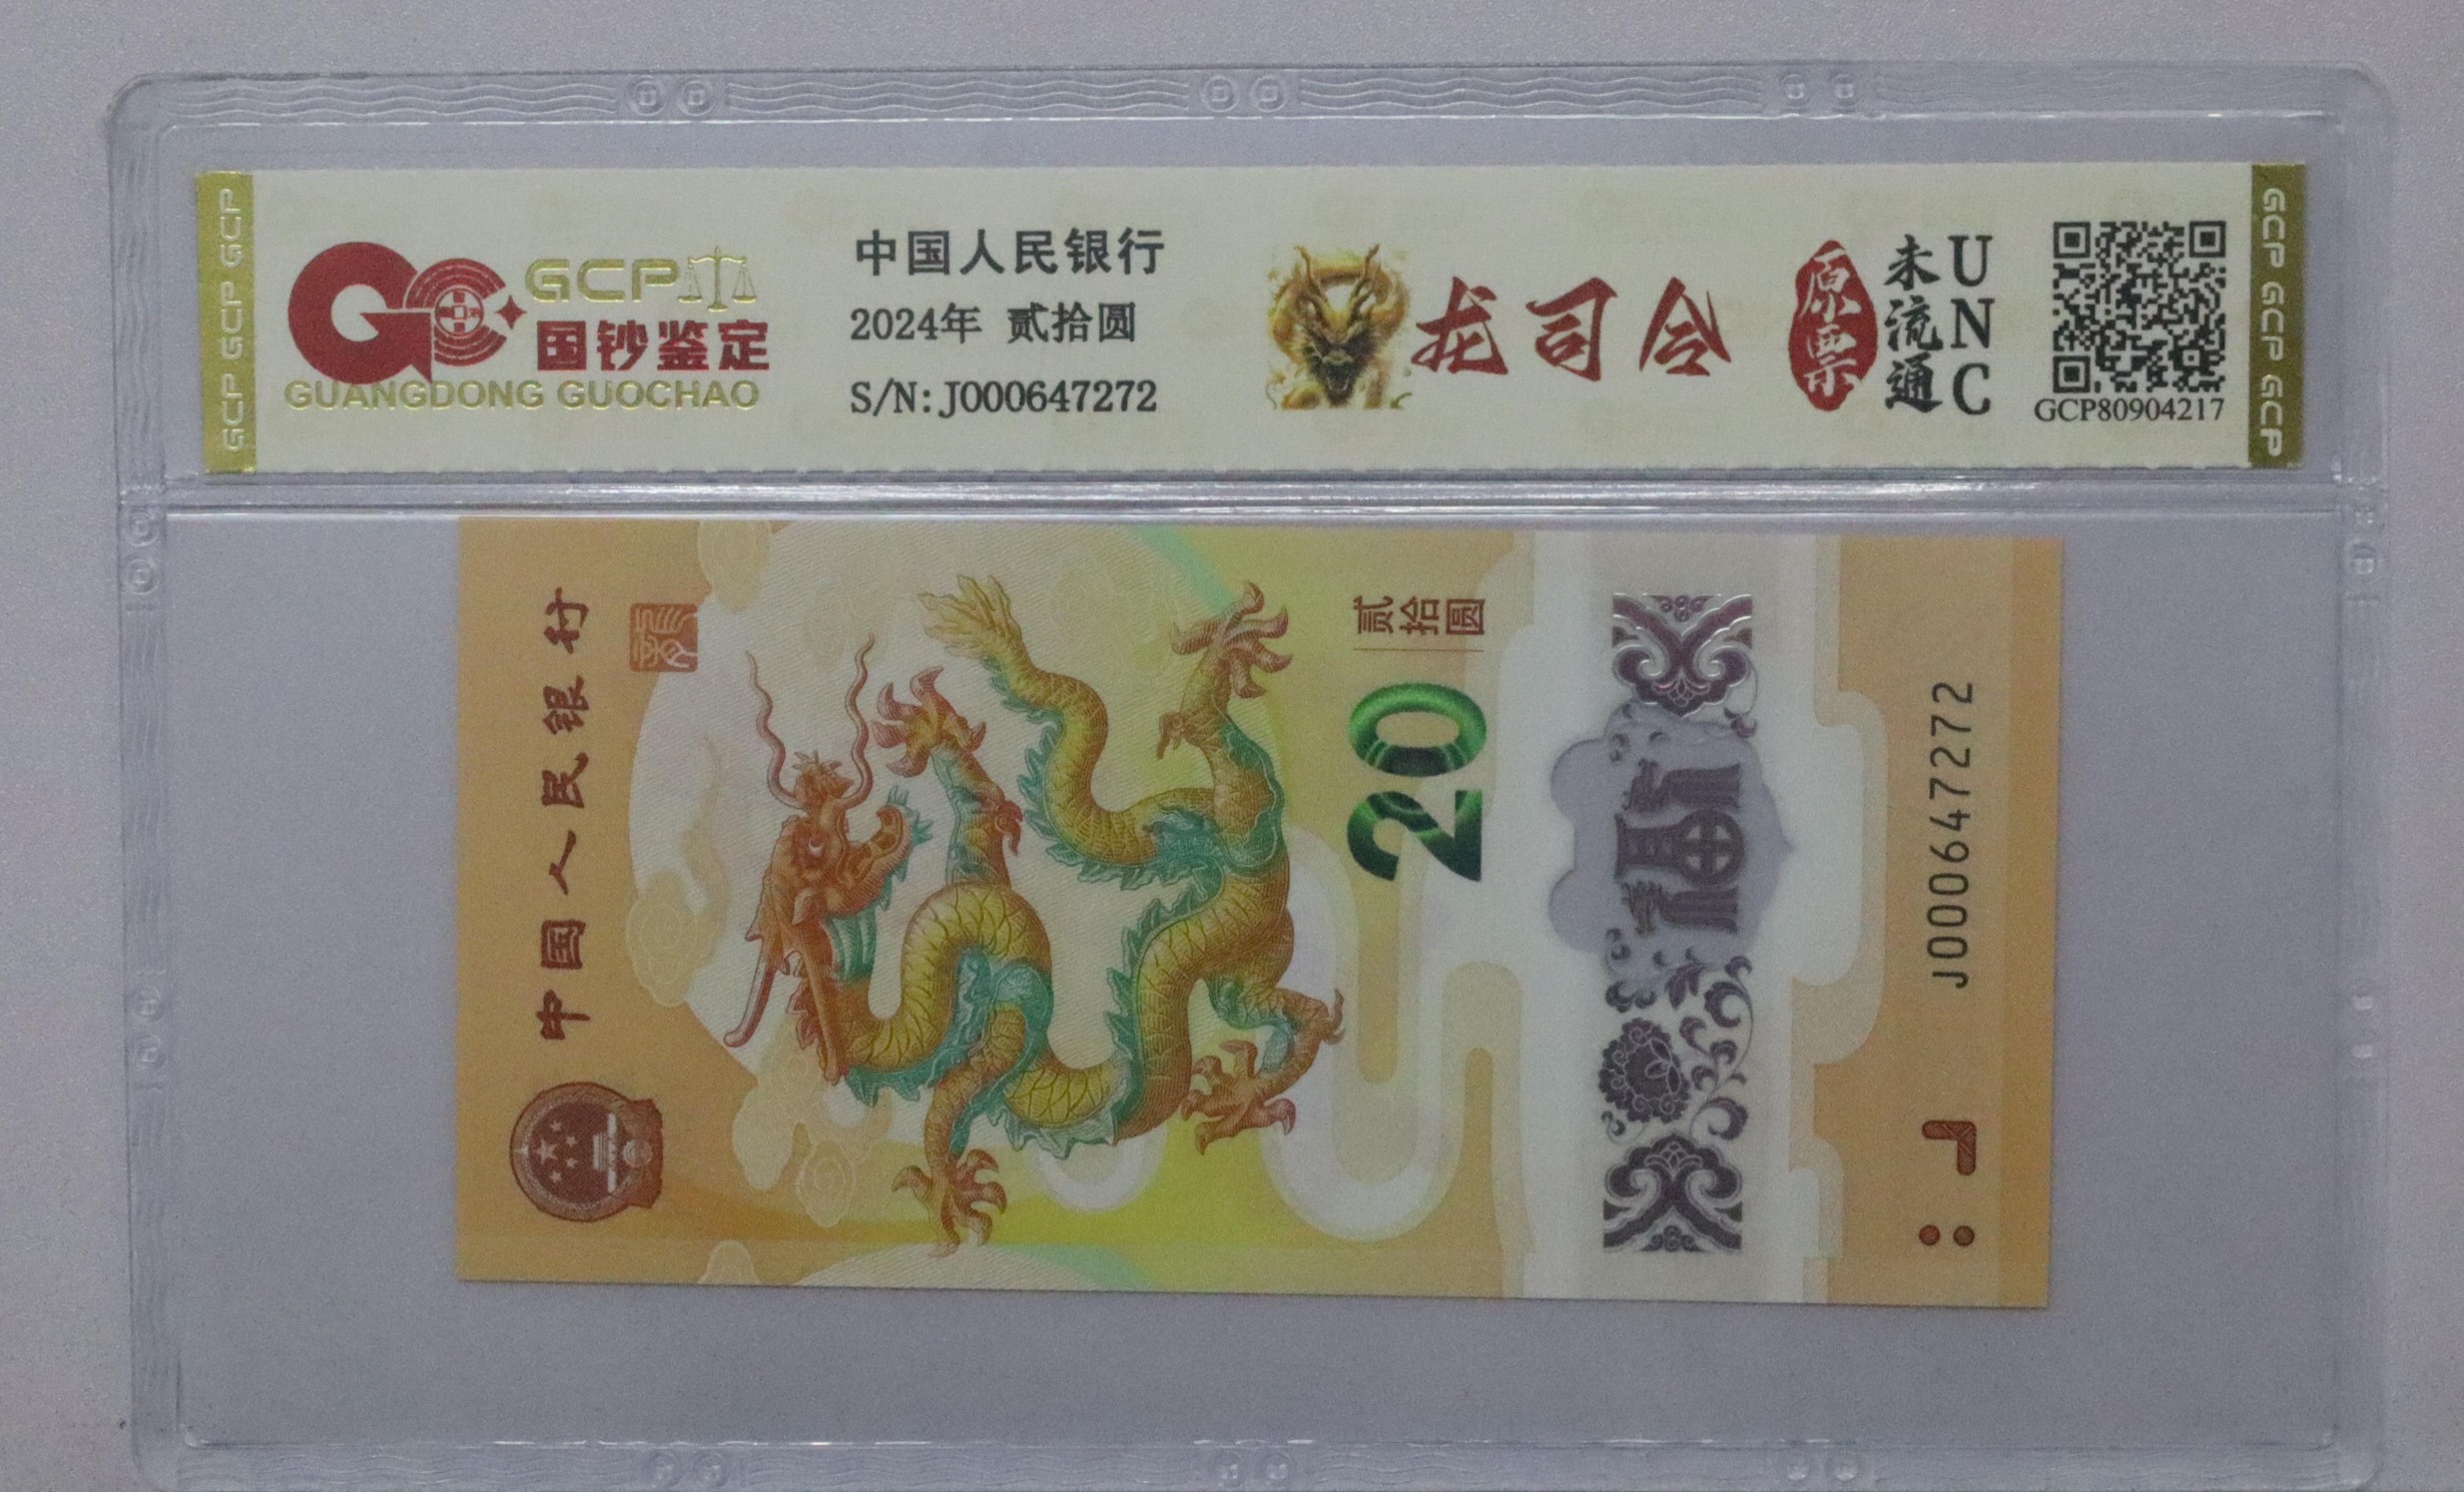 GCP GCP GCP
GCP
国钞鉴定
GUANGDONG GUOCHAO
中国人民银行
2024年 贰拾圆
S/N:J000647272
龙司令
原票
未流通
UNC
GCP80904217
GCP GCP GCP
中国人民银行
贰拾圆
20
福
J000647272